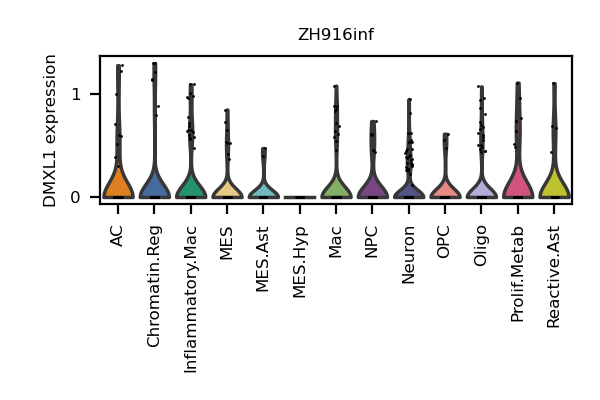 ZH916inf
DMXL1 expression
1
0
AC
Chromatin.Reg
Inflammatory.Mac
MES
MES.Ast
MES.Hyp
Mac
NPC
Neuron
OPC
Oligo
Prolif.Metab
Reactive.Ast